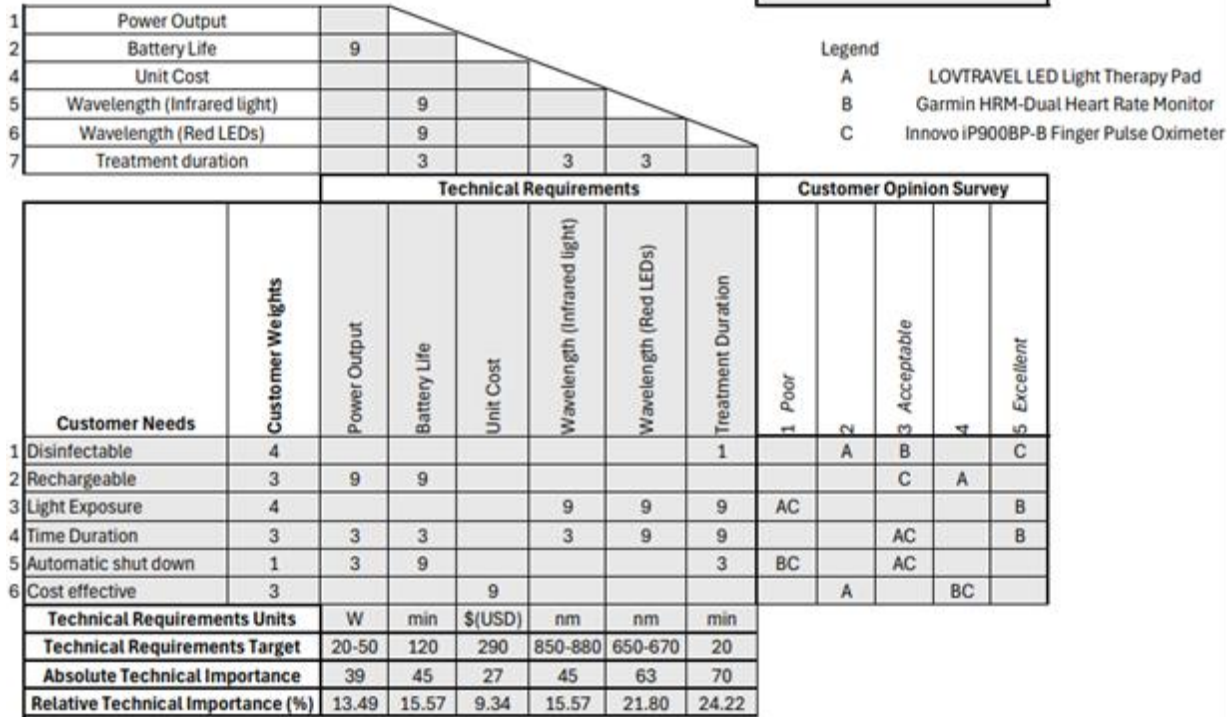 1 Power Output
2 Battery Life 9
Legend
4 Unit Cost
A LOVTRAVEL LED Light Therapy Pad
5 Wavelength (Infrared light) 9
B Garmin HRM-Dual Heart Rate Monitor
6 Wavelength (Red LEDs) 9
C Innovo iP900BP-B Finger Pulse Oximeter
7 Treatment duration 3 3 3
Technical Requirements Customer Opinion Survey
Customer Needs
Customer Weights
Power Output
Battery Life
Unit Cost
Wavelength (Infrared light)
Wavelength (Red LEDs)
Treatment Duration
1 Poor
2
3 Acceptable
4
5 Excellent
1 Disinfectable 4 1 A B C
2 Rechargeable 3 9 9 C A
3 Light Exposure 4 9 9 9 AC B
4 Time Duration 3 3 3 3 9 9 AC B
5 Automatic shut down 1 3 9 3 BC AC
6 Cost effective 3 9 A BC
Technical Requirements Units W min $(USD) nm nm min
Technical Requirements Target 20-50 120 290 850-880 650-670 20
Absolute Technical Importance 39 45 27 45 63 70
Relative Technical Importance (%) 13.49 15.57 9.34 15.57 21.80 24.22